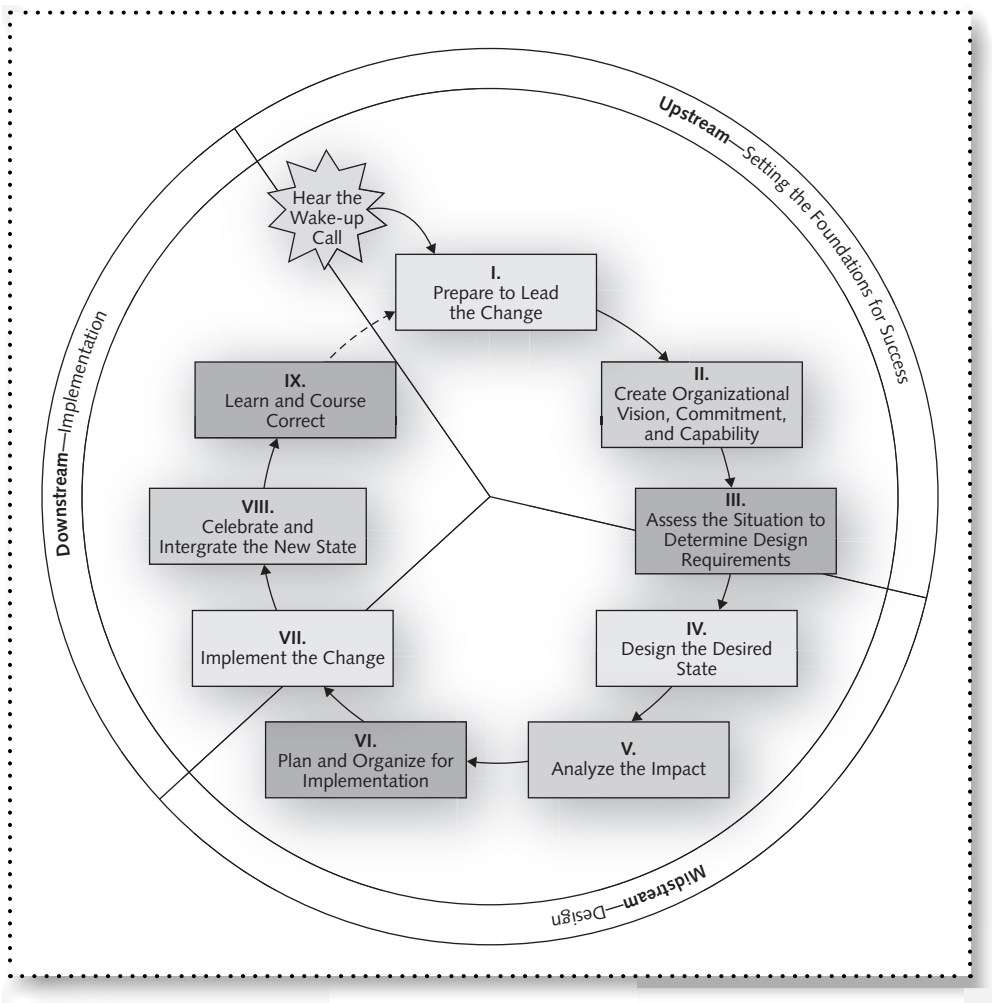 Upstream—Setting the Foundations for Success
Hear the
Wake-up
Call
I.
Prepare to Lead
the Change
II.
Create Organizational
Vision, Commitment,
and Capability
III.
Assess the Situation to
Determine Design
Requirements
IV.
Design the Desired
State
V.
Analyze the Impact
VI.
Plan and Organize for
Implementation
VII.
Implement the Change
VIII.
Celebrate and
Intergrate the New State
IX.
Learn and Course
Correct
Midstream—Design
Downstream—Implementation